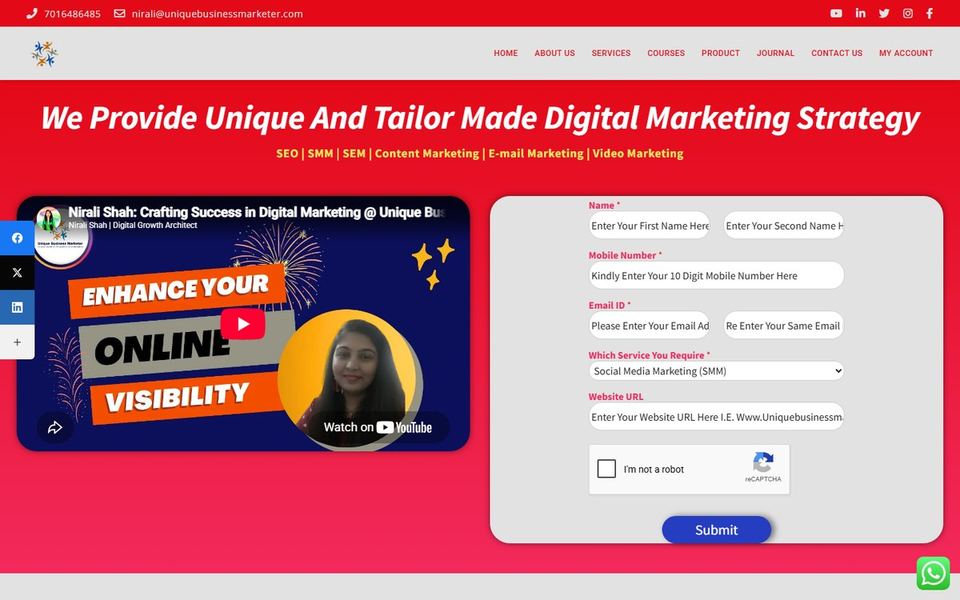 7016486485 nirali@uniquebusinessmarketer.com
HOME ABOUT US SERVICES COURSES PRODUCT JOURNAL CONTACT US MY ACCOUNT
We Provide Unique And Tailor Made Digital Marketing Strategy
SEO | SMM | SEM | Content Marketing | E-mail Marketing | Video Marketing
Nirali Shah: Crafting Success in Digital Marketing @ Unique Bus
Nirali Shah | Digital Growth Architect
Unique Business Marketer
ENHANCE YOUR
ONLINE
VISIBILITY
Watch on YouTube
Name *
Enter Your First Name Here Enter Your Second Name H
Mobile Number *
Kindly Enter Your 10 Digit Mobile Number Here
Email ID *
Please Enter Your Email Ad Re Enter Your Same Email
Which Service You Require *
Social Media Marketing (SMM)
Website URL
Enter Your Website URL Here I.E. Www.Uniquebusinessm
I'm not a robot
reCAPTCHA
Submit